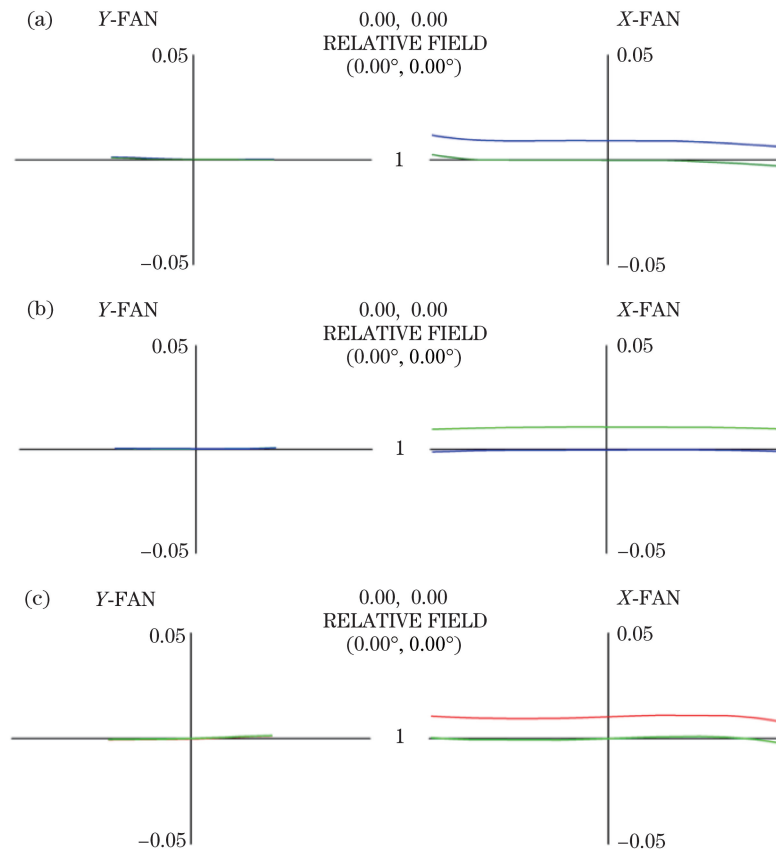 (a) Y-FAN 0.00, 0.00 X-FAN
RELATIVE FIELD
(0.00°, 0.00°)
0.05 0.05
1
−0.05 −0.05
(b) Y-FAN 0.00, 0.00 X-FAN
RELATIVE FIELD
(0.00°, 0.00°)
0.05 0.05
1
−0.05 −0.05
(c) Y-FAN 0.00, 0.00 X-FAN
RELATIVE FIELD
(0.00°, 0.00°)
0.05 0.05
1
−0.05 −0.05